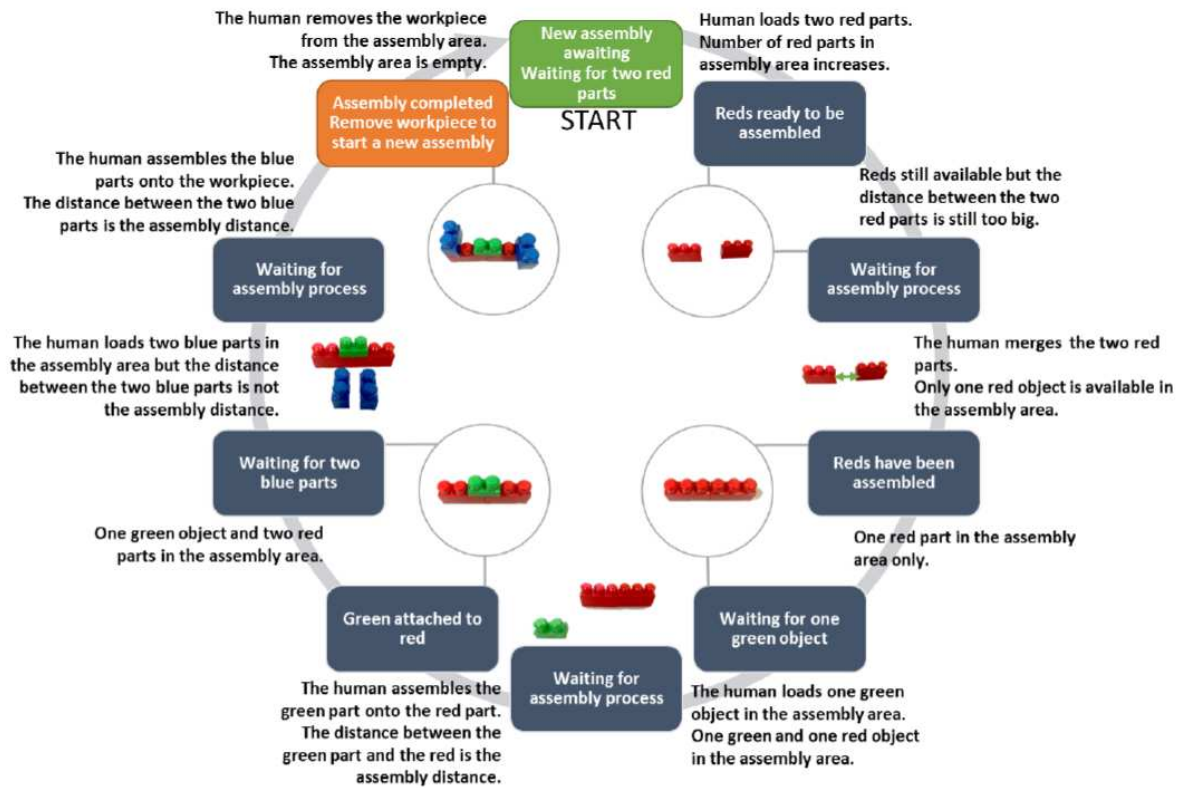 New assembly
awaiting
Waiting for two red
parts
START
Human loads two red parts.
Number of red parts in
assembly area increases.
Reds ready to be
assembled
Reds still available but the
distance between the two
red parts is still too big.
Waiting for
assembly process
The human merges the two red
parts.
Only one red object is available in
the assembly area.
Reds have been
assembled
One red part in the assembly
area only.
Waiting for one
green object
The human loads one green
object in the assembly area.
One green and one red object
in the assembly area.
Waiting for
assembly process
The human assembles the
green part onto the red part.
The distance between the
green part and the red is the
assembly distance.
Green attached to
red
One green object and two red
parts in the assembly area.
Waiting for two
blue parts
The human loads two blue parts in
the assembly area but the distance
between the two blue parts is not
the assembly distance.
Waiting for
assembly process
The human assembles the blue
parts onto the workpiece.
The distance between the two blue
parts is the assembly distance.
Assembly completed
Remove workpiece to
start a new assembly
The human removes the workpiece
from the assembly area.
The assembly area is empty.